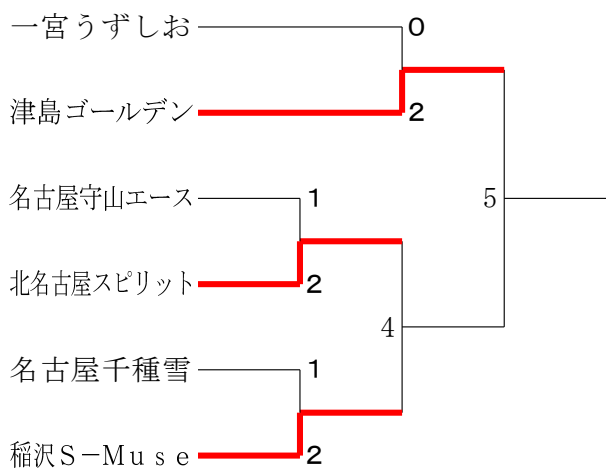 一宮うずしお 0
津島ゴールデン 2
名古屋守山エース 1
5
北名古屋スピリット 2
4
名古屋千種雪 1
稲沢Ｓ－Ｍｕｓｅ 2